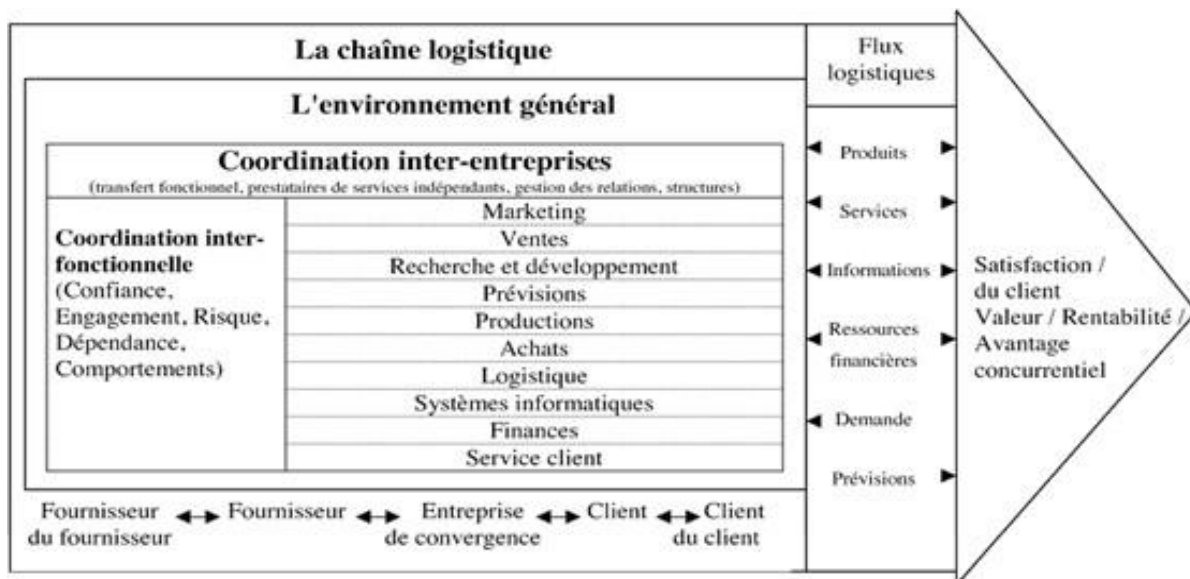 La chaîne logistique
L'environnement général
Coordination inter-entreprises
(transfert fonctionnel, prestataires de services indépendants, gestion des relations, structures)
Coordination inter-
fonctionnelle
(Confiance,
Engagement, Risque,
Dépendance,
Comportements)
Marketing
Ventes
Recherche et développement
Prévisions
Productions
Achats
Logistique
Systèmes informatiques
Finances
Service client
Fournisseur
du fournisseur
Fournisseur
Entreprise
de convergence
Client
Client
du client
Flux
logistiques
Produits
Services
Informations
Ressources
financières
Demande
Prévisions
Satisfaction /
du client
Valeur / Rentabilité /
Avantage
concurrentiel